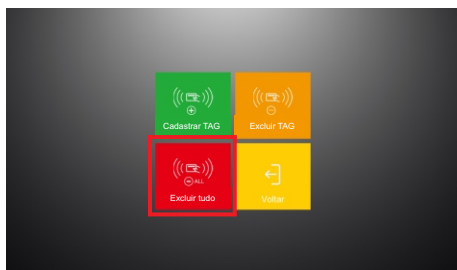 Cadastrar TAG
Excluir TAG
ALL
Excluir tudo
Voltar